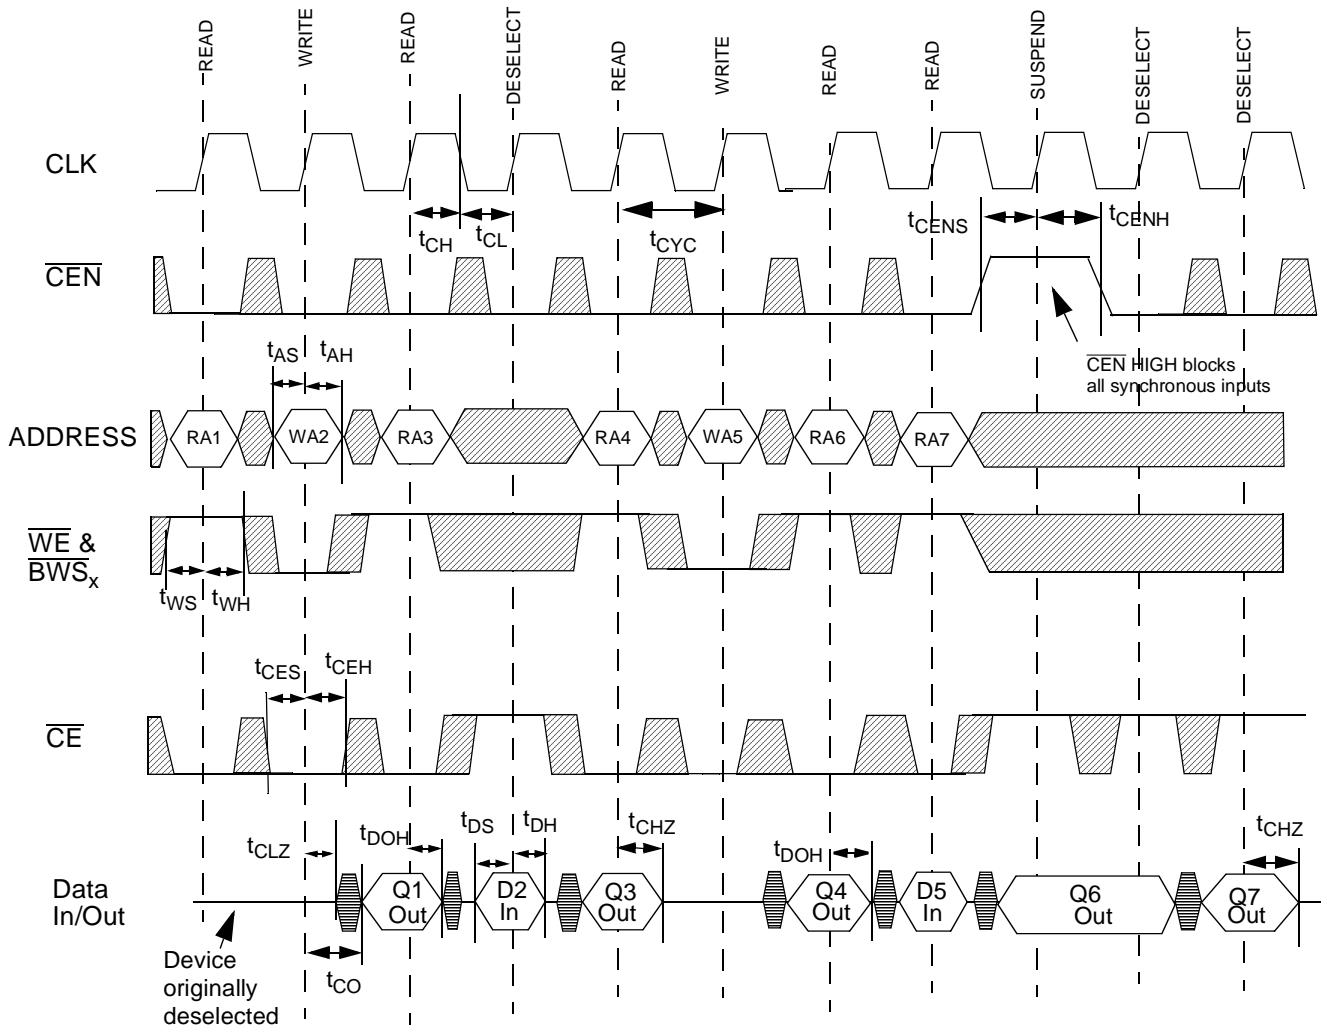 READ
WRITE
READ
DESELECT
READ
WRITE
READ
READ
SUSPEND
DESELECT
DESELECT
CLK
tCH
tCL
tCYC
tCENS
tCENH
CEN
CEN HIGH blocks
all synchronous inputs
tAS
tAH
ADDRESS
RA1
WA2
RA3
RA4
WA5
RA6
RA7
WE &
BWSx
tWS
tWH
tCES
tCEH
CE
tCLZ
tDOH
tDS
tDH
tCHZ
tDOH
tCHZ
Data
In/Out
Q1
Out
D2
In
Q3
Out
Q4
Out
D5
In
Q6
Out
Q7
Out
tCO
Device
originally
deselected